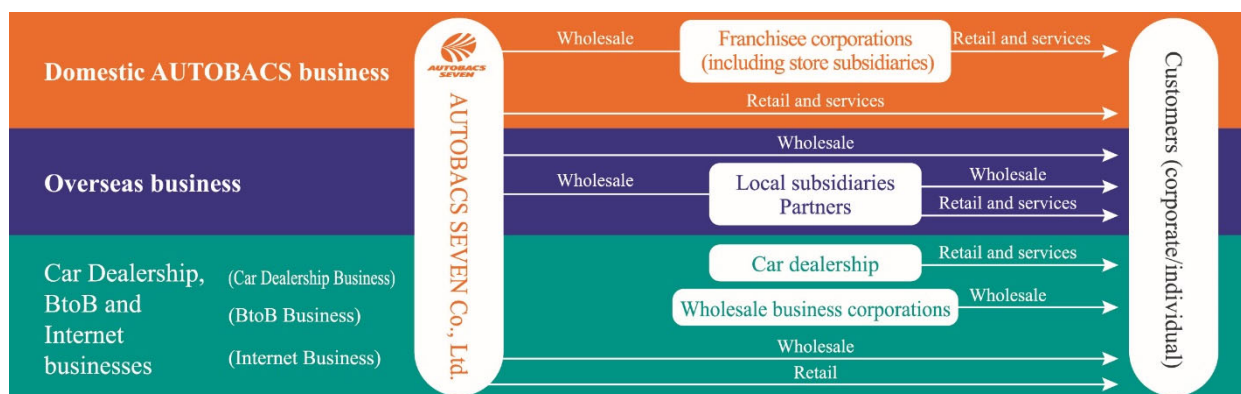 Domestic AUTOBACS business
AUTOBACS
SEVEN
AUTOBACS SEVEN Co., Ltd.
Wholesale
Franchisee corporations
(including store subsidiaries)
Retail and services
Retail and services
Customers (corporate/individual)
Overseas business
Wholesale
Wholesale
Local subsidiaries
Partners
Wholesale
Retail and services
Car Dealership,
BtoB and
Internet
businesses
(Car Dealership Business)
(BtoB Business)
(Internet Business)
Car dealership
Retail and services
Wholesale business corporations
Wholesale
Wholesale
Retail